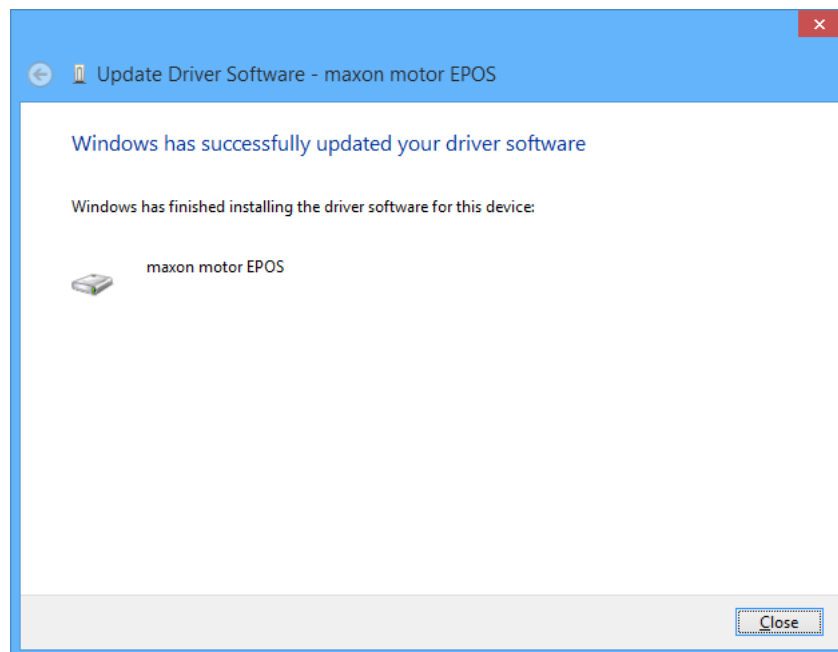 Update Driver Software - maxon motor EPOS
Windows has successfully updated your driver software
Windows has finished installing the driver software for this device:
maxon motor EPOS
Close